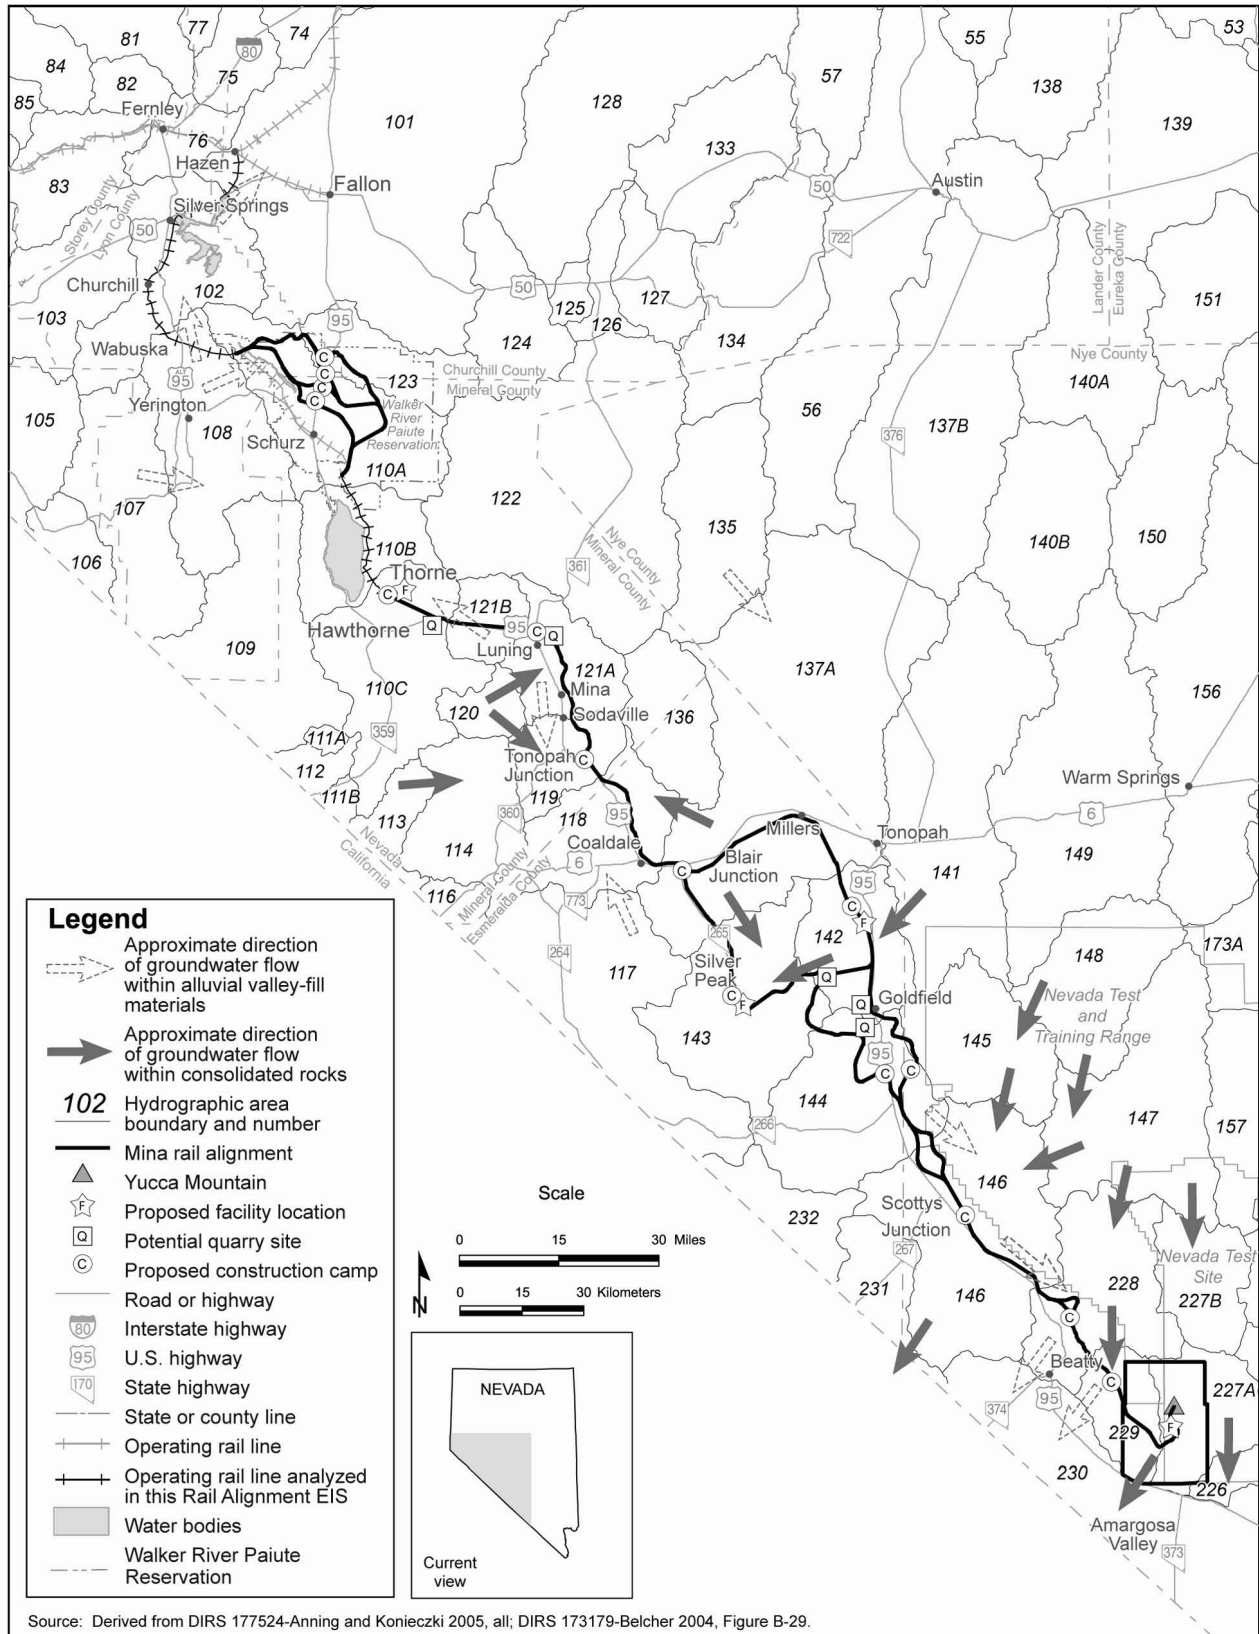 81
77
74
80
84
82
75
85
Fernley
76
Hazen
101
83
Storey County
Lyon County
Silver Springs
50
Fallon
Churchill
102
103
95
Wabuska
ALT
95
Yerington
105
108
Schurz
123
Walker
River
Paiute
Reservation
110A
107
106
109
110B
Thorne
F
C
Hawthorne
Q
121B
95
C
Q
Luning
121A
Mina
Sodaville
120
110C
359
111A
112
111B
113
Tonopah
Junction
C
119
360
118
114
116
Nevada
California
Mineral County
Esmeralda County
128
57
55
138
53
139
133
50
Austin
722
Lander County
Eureka County
50
125
126
127
124
134
151
Churchill County
Mineral County
Nye County
140A
56
376
137B
122
135
140B
150
361
Nye County
Mineral County
137A
136
156
Warm Springs
6
95
Coaldale
6
773
264
Millers
Tonopah
C
Blair
Junction
141
149
95
C
F
265
142
Silver
Peak
C
F
Q
Q
Q
Goldfield
117
143
95
C
C
144
266
148
173A
Nevada Test
and
Training Range
145
147
157
146
232
Scottys
Junction
C
267
231
146
228
Nevada Test
Site
227B
C
Beatty
C
95
374
229
F
227A
230
226
Amargosa
Valley
373
Legend
Approximate direction
of groundwater flow
within alluvial valley-fill
materials
Approximate direction
of groundwater flow
within consolidated rocks
102 Hydrographic area
boundary and number
Mina rail alignment
Yucca Mountain
F Proposed facility location
Q Potential quarry site
C Proposed construction camp
Road or highway
80 Interstate highway
95 U.S. highway
170 State highway
State or county line
Operating rail line
Operating rail line analyzed
in this Rail Alignment EIS
Water bodies
Walker River Paiute
Reservation
Scale
0 15 30 Miles
0 15 30 Kilometers
N
NEVADA
Current
view
C
C
C
C
Source: Derived from DIRS 177524-Anning and Konieczki 2005, all; DIRS 173179-Belcher 2004, Figure B-29.